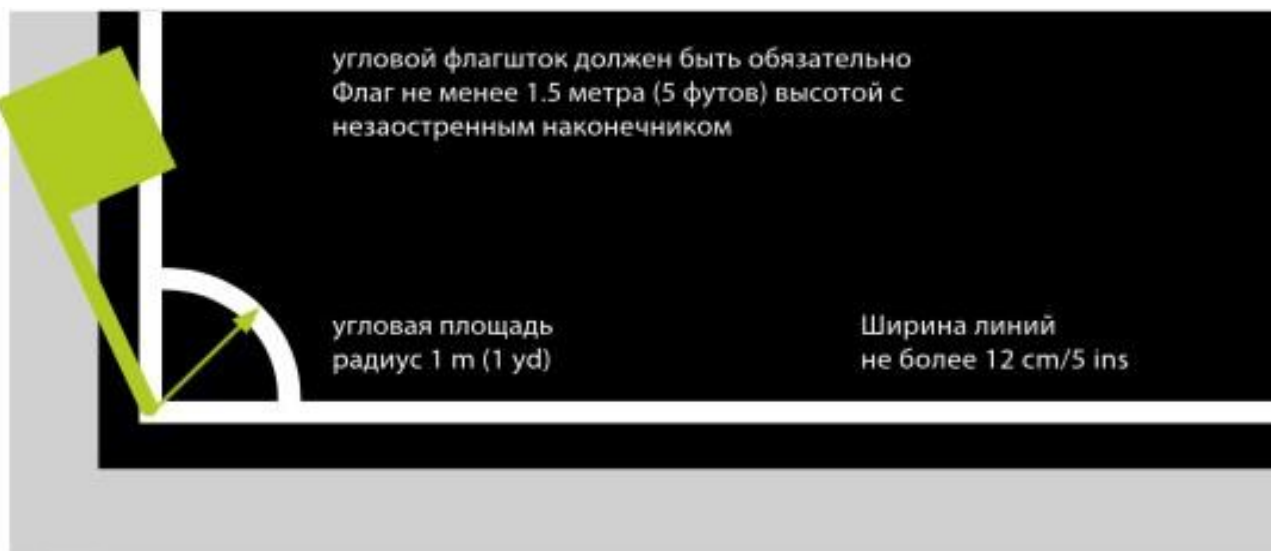 угловой флагшток должен быть обязательно
Флаг не менее 1.5 метра (5 футов) высотой с
незаостренным наконечником
угловая площадь
радиус 1 m (1 yd)
Ширина линий
не более 12 cm/5 ins